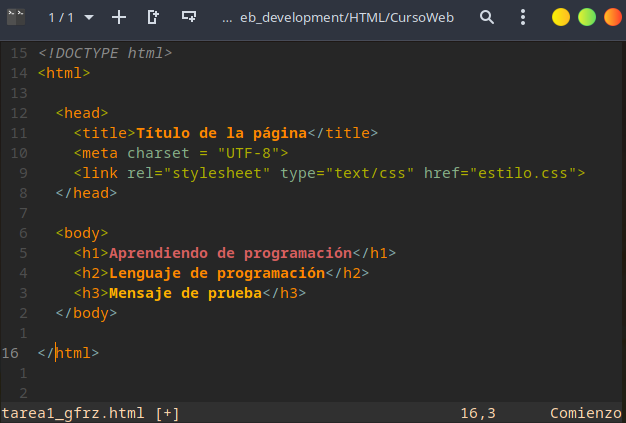 1 / 1 ... eb_development/HTML/CursoWeb
15 <!DOCTYPE html>
14 <html>
13
12 <head>
11 <title>Título de la página</title>
10 <meta charset = "UTF-8">
9 <link rel="stylesheet" type="text/css" href="estilo.css">
8 </head>
7
6 <body>
5 <h1>Aprendiendo de programación</h1>
4 <h2>Lenguaje de programación</h2>
3 <h3>Mensaje de prueba</h3>
2 </body>
1
16 </html>
1
2
tarea1_gfrz.html [+] 16,3 Comienzo